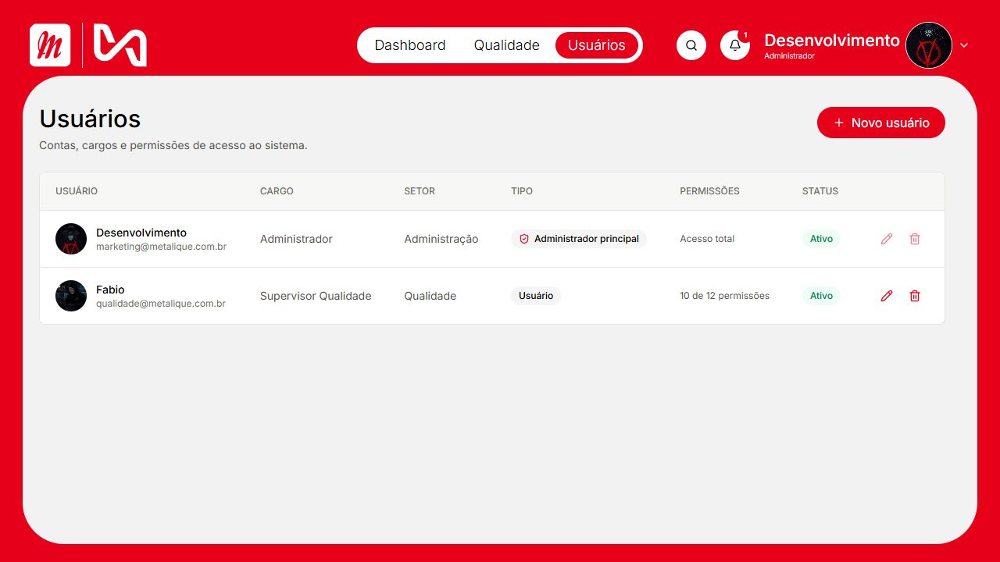 Dashboard Qualidade Usuários
1
Desenvolvimento
Administrador
Usuários
Contas, cargos e permissões de acesso ao sistema.
+ Novo usuário
USUÁRIO CARGO SETOR TIPO PERMISSÕES STATUS
Desenvolvimento
marketing@metalique.com.br
Administrador Administração Administrador principal Acesso total Ativo
Fabio
qualidade@metalique.com.br
Supervisor Qualidade Qualidade Usuário 10 de 12 permissões Ativo